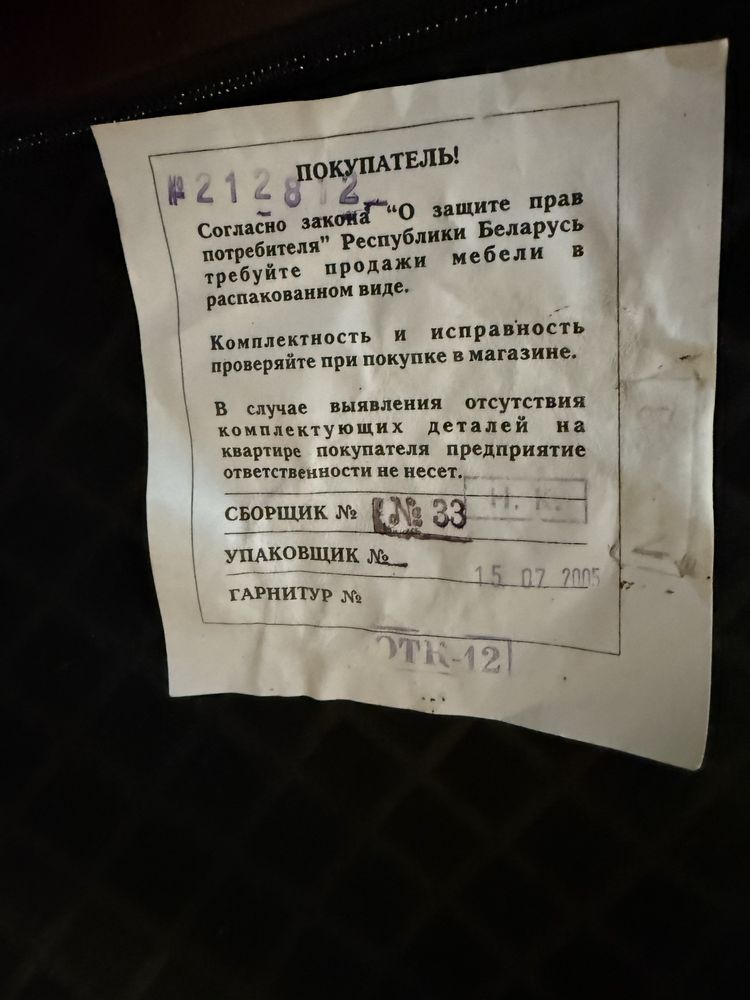 ПОКУПАТЕЛЬ!
№ 212812
Согласно закона “О защите прав
потребителя” Республики Беларусь
требуйте продажи мебели в
распакованном виде.
Комплектность и исправность
проверяйте при покупке в магазине.
В случае выявления отсутствия
комплектующих деталей на
квартире покупателя предприятие
ответственности не несет.
СБОРЩИК № № 33
Н. К.
УПАКОВЩИК №
15 07 2005
ГАРНИТУР №
ОТК-12